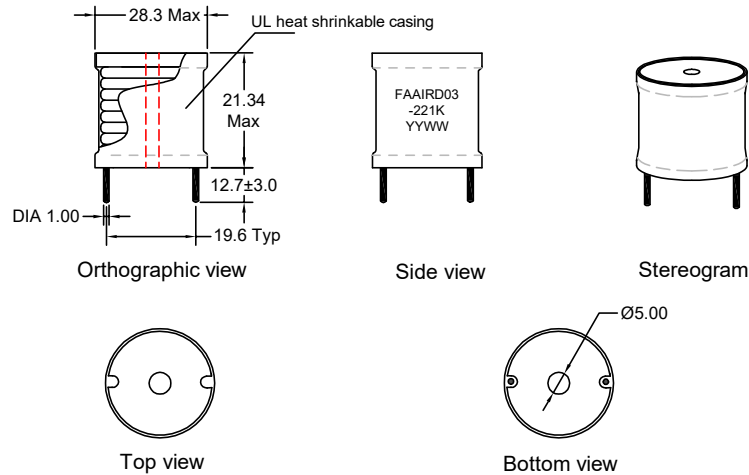 28.3 Max
UL heat shrinkable casing
21.34
Max
12.7±3.0
DIA 1.00
19.6 Typ
Orthographic view
FAAIRD03
-221K
YYWW
Side view
Stereogram
Top view
Ø5.00
Bottom view